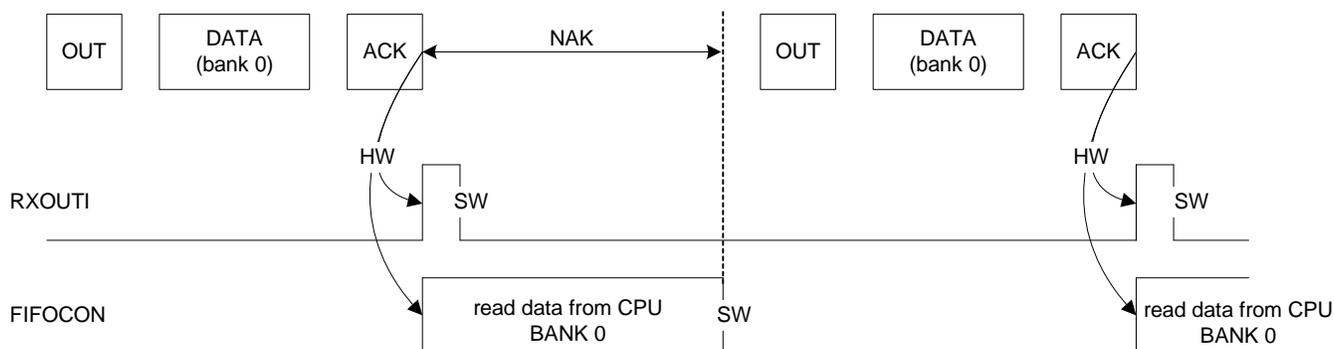 OUT
DATA
(bank 0)
ACK
NAK
OUT
DATA
(bank 0)
ACK
HW
HW
RXOUTI
SW
SW
FIFOCON
read data from CPU
BANK 0
SW
read data from CPU
BANK 0